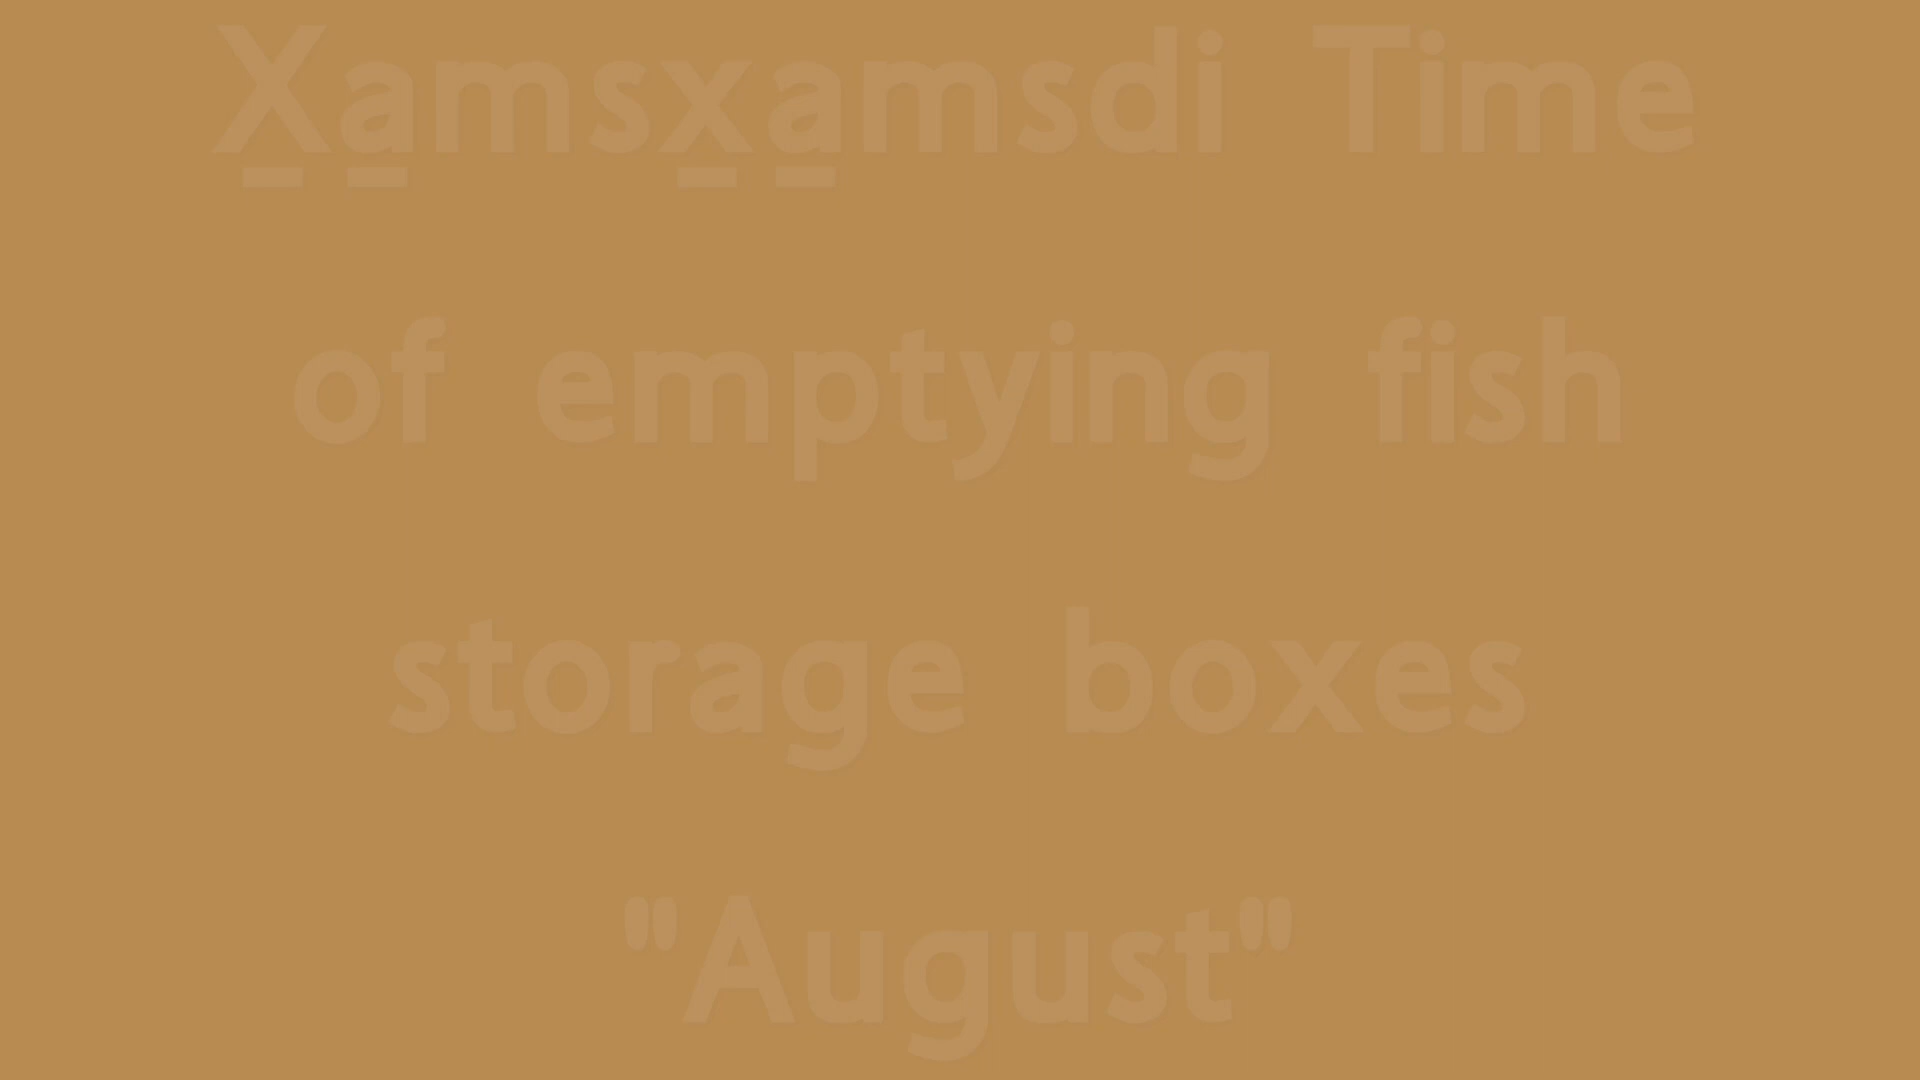 X̱a̱msx̱a̱msdi Time
of emptying fish
storage boxes
"August"